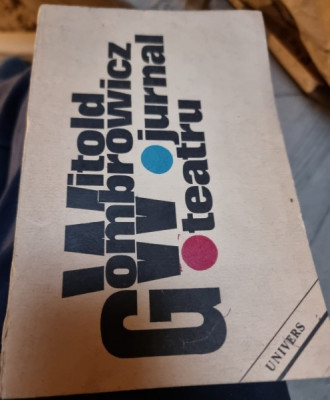 Witold
Gombrowicz
jurnal
teatru
UNIVERS